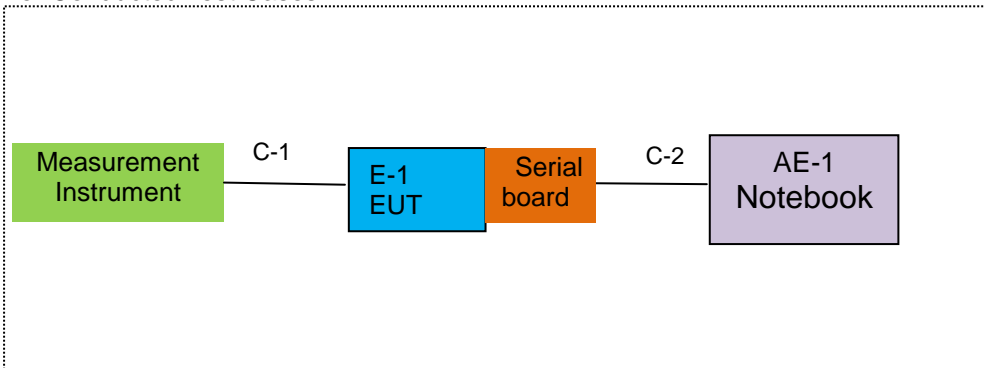 Measurement
Instrument
C-1
E-1
EUT
Serial
board
C-2
AE-1
Notebook